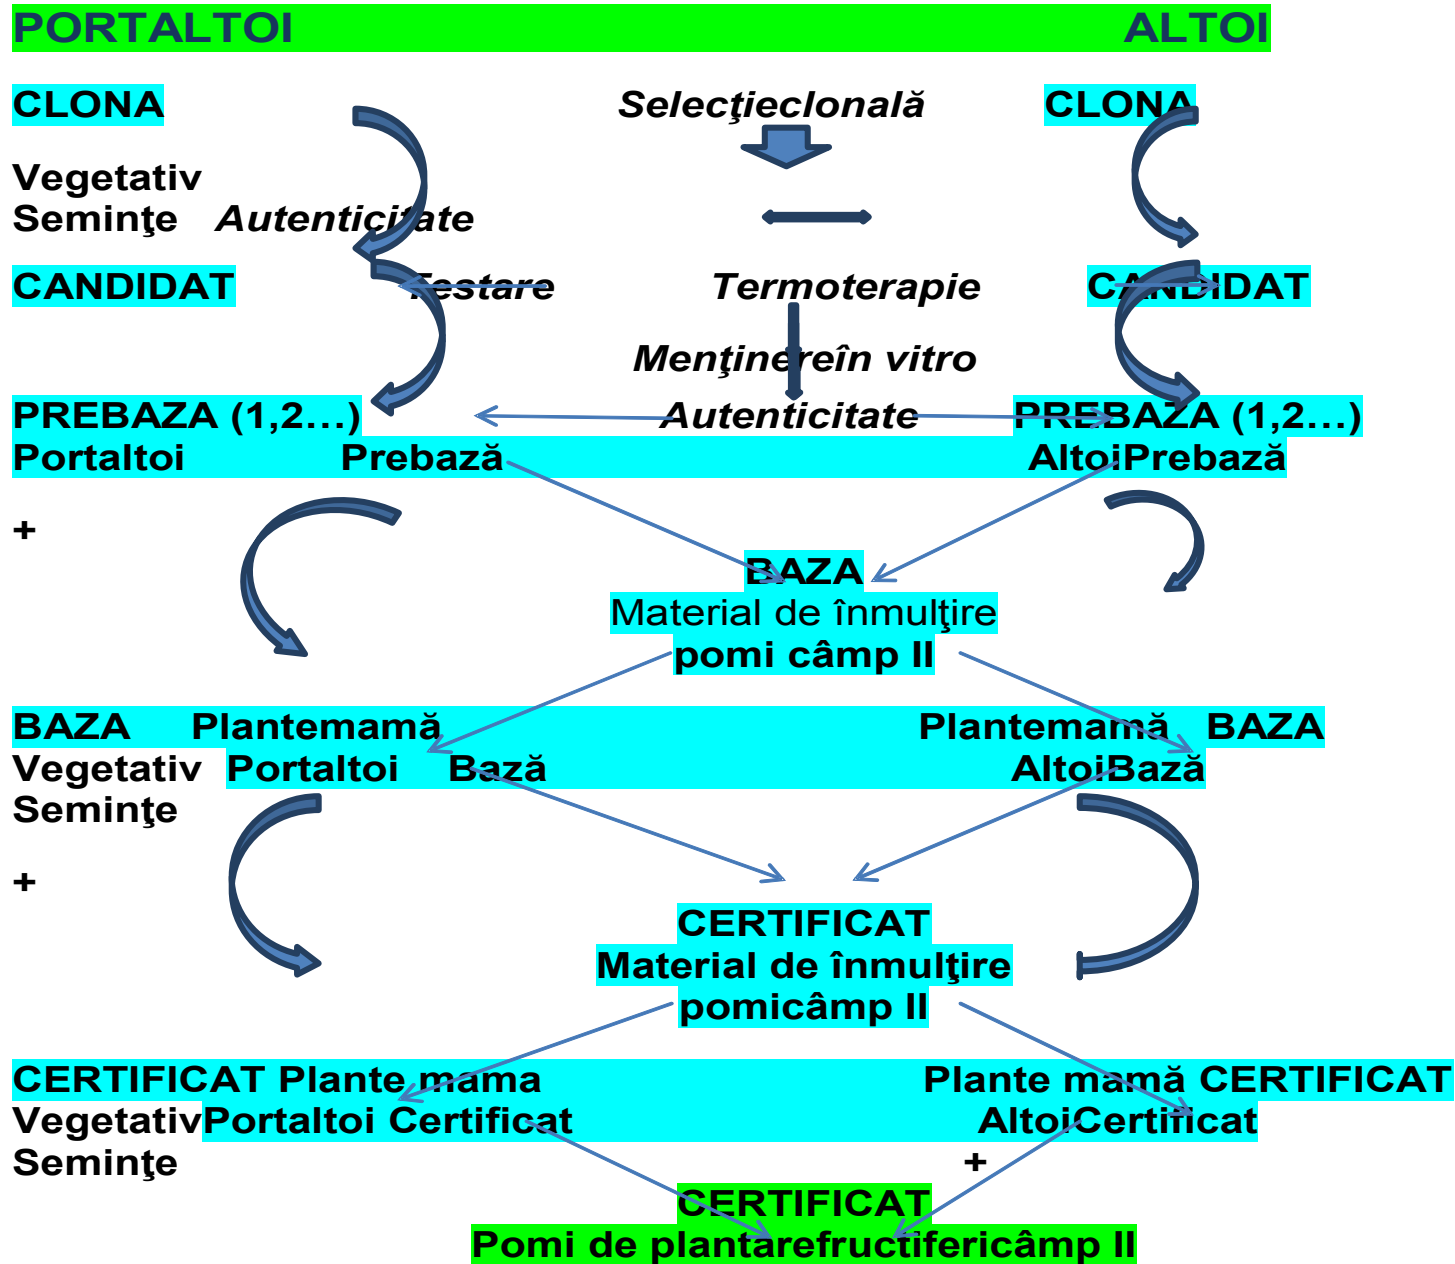 PORTALTOI ALTOI
CLONA Selecţieclonală CLONA
Vegetativ
Seminţe Autenticitate
CANDIDAT Testare Termoterapie CANDIDAT
Menţinereîn vitro
PREBAZA (1,2…) Autenticitate PREBAZA (1,2…)
Portaltoi Prebază AltoiPrebază
+
BAZA
Material de înmulţire
pomi câmp II
BAZA Plantemamă Plantemamă BAZA
Vegetativ Portaltoi Bază AltoiBază
Seminţe
+
CERTIFICAT
Material de înmulţire
pomicâmp II
CERTIFICAT Plante mama Plante mamă CERTIFICAT
VegetativPortaltoi Certificat AltoiCertificat
Seminţe +
CERTIFICAT
Pomi de plantarefructifericâmp II